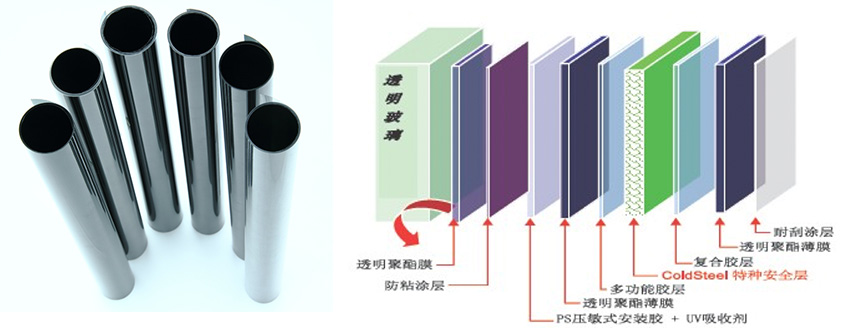 透明玻璃
耐刮涂层
透明聚酯薄膜
复合胶层
ColdSteel 特种安全层
多功能胶层
透明聚酯薄膜
PS压敏式安装胶 + UV吸收剂
透明聚酯膜
防粘涂层